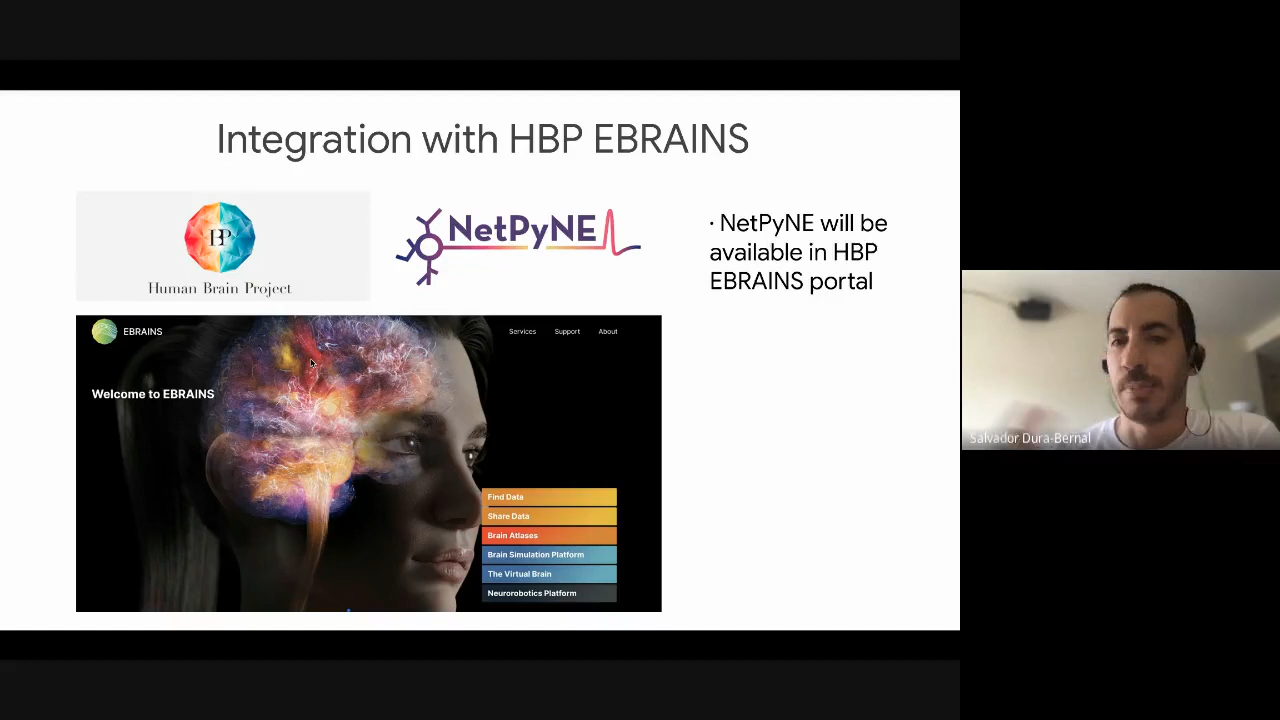 Integration with HBP EBRAINS
Human Brain Project
NetPyNE
· NetPyNE will be
available in HBP
EBRAINS portal
EBRAINS
Services Support About
Welcome to EBRAINS
Find Data
Share Data
Brain Atlases
Brain Simulation Platform
The Virtual Brain
Neurorobotics Platform
Salvador Dura-Bernal